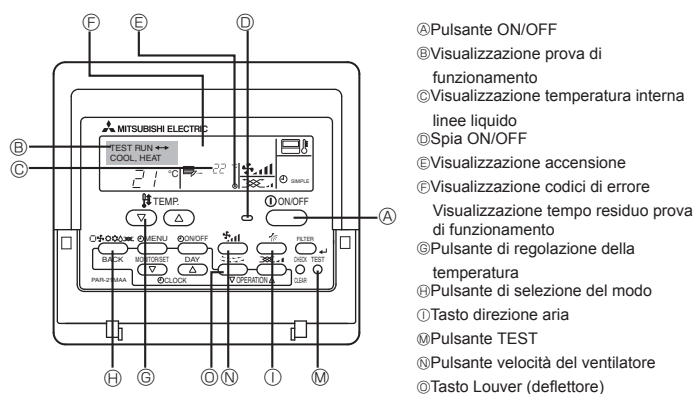 Ⓕ Ⓔ Ⓓ
MITSUBISHI ELECTRIC
Ⓑ TEST RUN
COOL, HEAT
Ⓒ 22 °C
21 °C
SIMPLE
TEMP. ON/OFF
Ⓐ
MENU ON/OFF FILTER
BACK MONITOR/SET DAY CHECK TEST
PAR-21MAA CLOCK OPERATION CLEAR
Ⓗ Ⓖ Ⓞ Ⓝ Ⓘ Ⓜ
ⒶPulsante ON/OFF
ⒷVisualizzazione prova di
funzionamento
ⒸVisualizzazione temperatura interna
linee liquido
ⒹSpia ON/OFF
ⒺVisualizzazione accensione
ⒻVisualizzazione codici di errore
Visualizzazione tempo residuo prova
di funzionamento
ⒼPulsante di regolazione della
temperatura
ⒽPulsante di selezione del modo
ⒾTasto direzione aria
ⓂPulsante TEST
ⓃPulsante velocità del ventilatore
ⓄTasto Louver (deflettore)